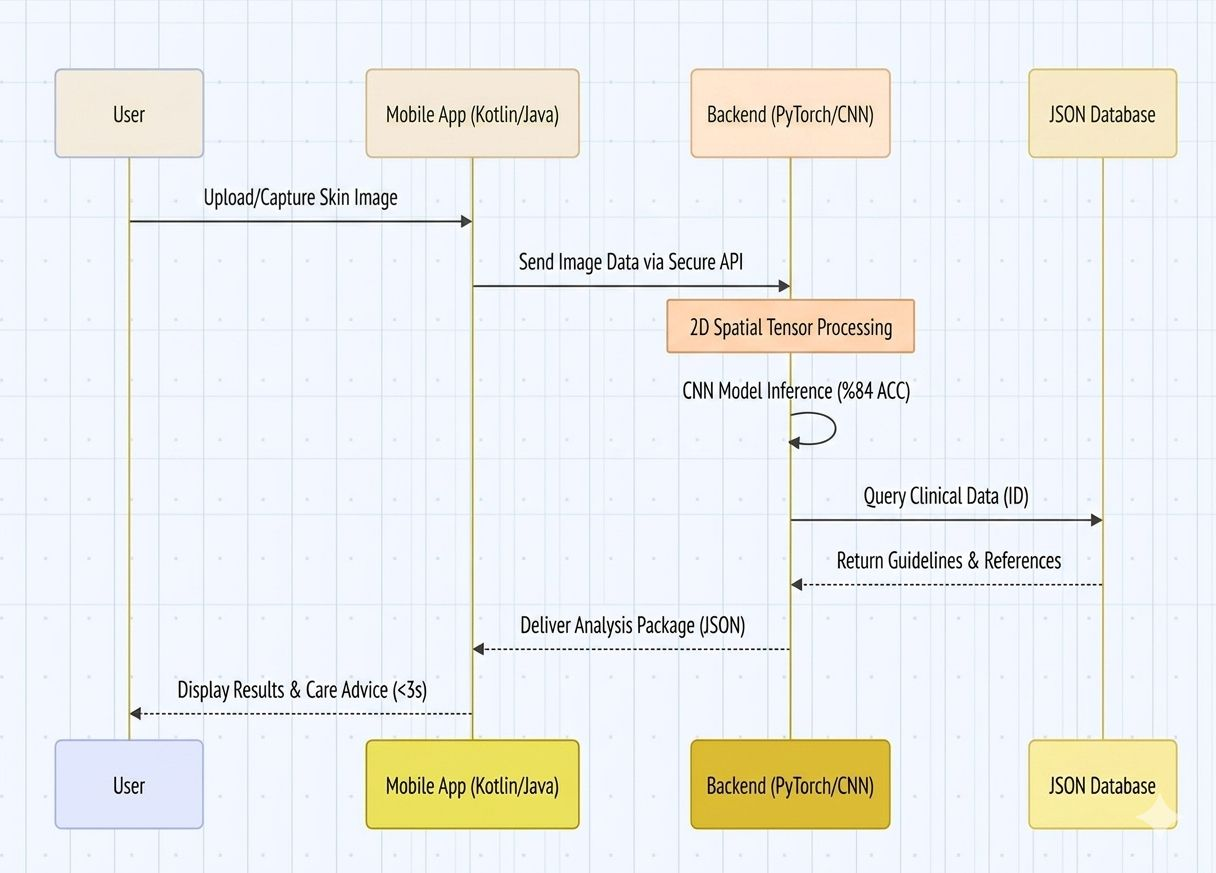 User
Mobile App (Kotlin/Java)
Backend (PyTorch/CNN)
JSON Database
Upload/Capture Skin Image
Send Image Data via Secure API
2D Spatial Tensor Processing
CNN Model Inference (%84 ACC)
Query Clinical Data (ID)
Return Guidelines & References
Deliver Analysis Package (JSON)
Display Results & Care Advice (<3s)
User
Mobile App (Kotlin/Java)
Backend (PyTorch/CNN)
JSON Database